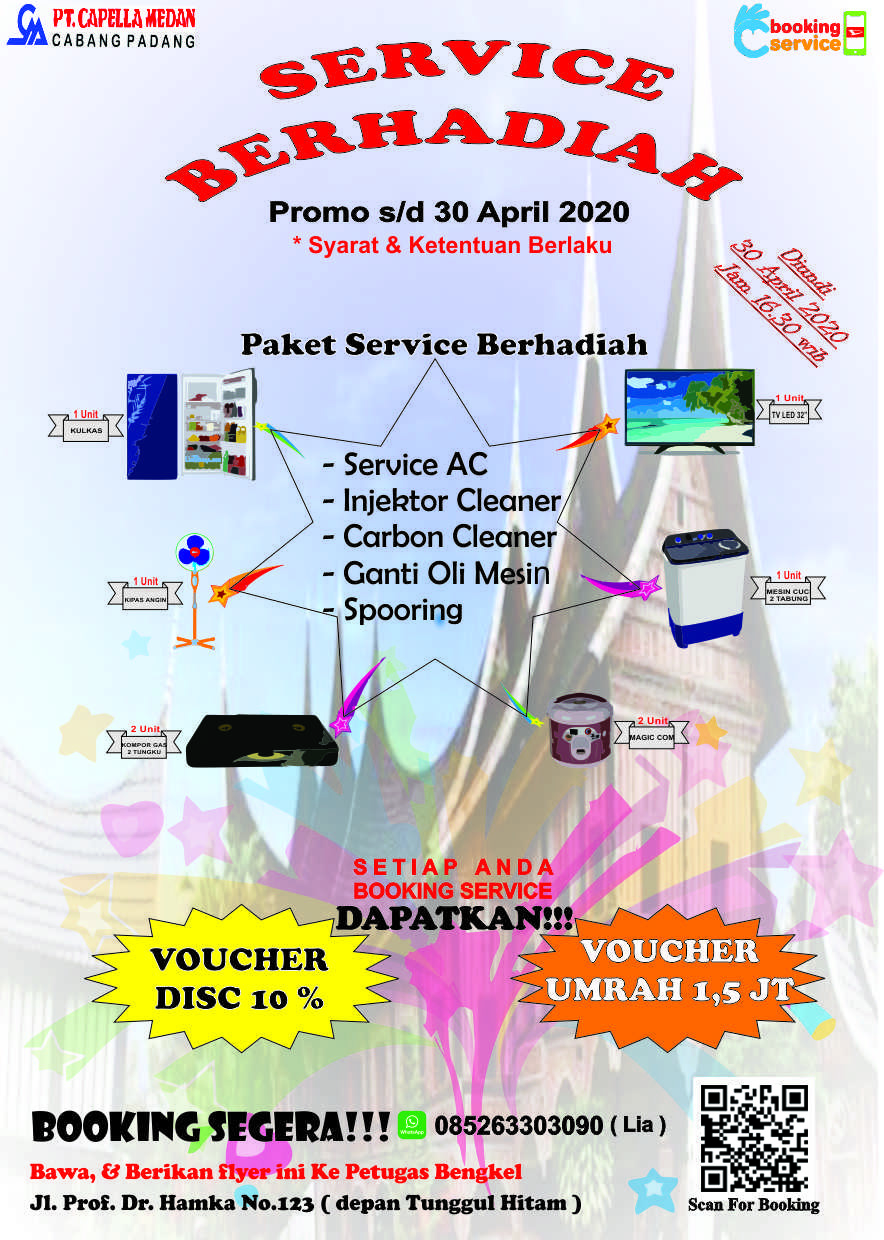 PT. CAPELLA MEDAN
CABANG PADANG
booking
service
SERVICE
BERHADIAH
Promo s/d 30 April 2020
* Syarat & Ketentuan Berlaku
Diundi
30 April 2020
Jam 16.30 wib
Paket Service Berhadiah
1 Unit
KULKAS
1 Unit
TV LED 32"
- Service AC
- Injektor Cleaner
- Carbon Cleaner
- Ganti Oli Mesin
- Spooring
1 Unit
KIPAS ANGIN
1 Unit
MESIN CUC
2 TABUNG
2 Unit
KOMPOR GAS
2 TUNGKU
2 Unit
MAGIC COM
SETIAP ANDA
BOOKING SERVICE
DAPATKAN!!!
VOUCHER
DISC 10 %
VOUCHER
UMRAH 1,5 JT
BOOKING SEGERA!!!
WhatsApp
085263303090 ( Lia )
Bawa, & Berikan flyer ini Ke Petugas Bengkel
Jl. Prof. Dr. Hamka No.123 ( depan Tunggul Hitam )
Scan For Booking